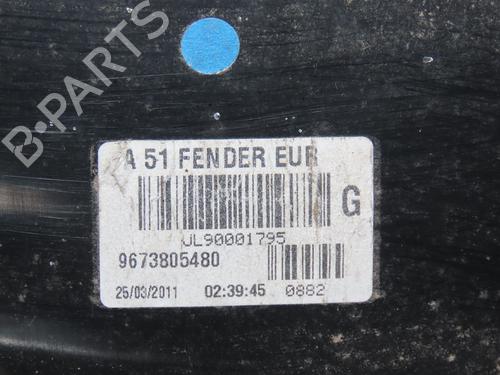 B-PARTS
A 51 FENDER EUR
G
JL90001795
9673805480
25/03/2011 02:39:45 0882